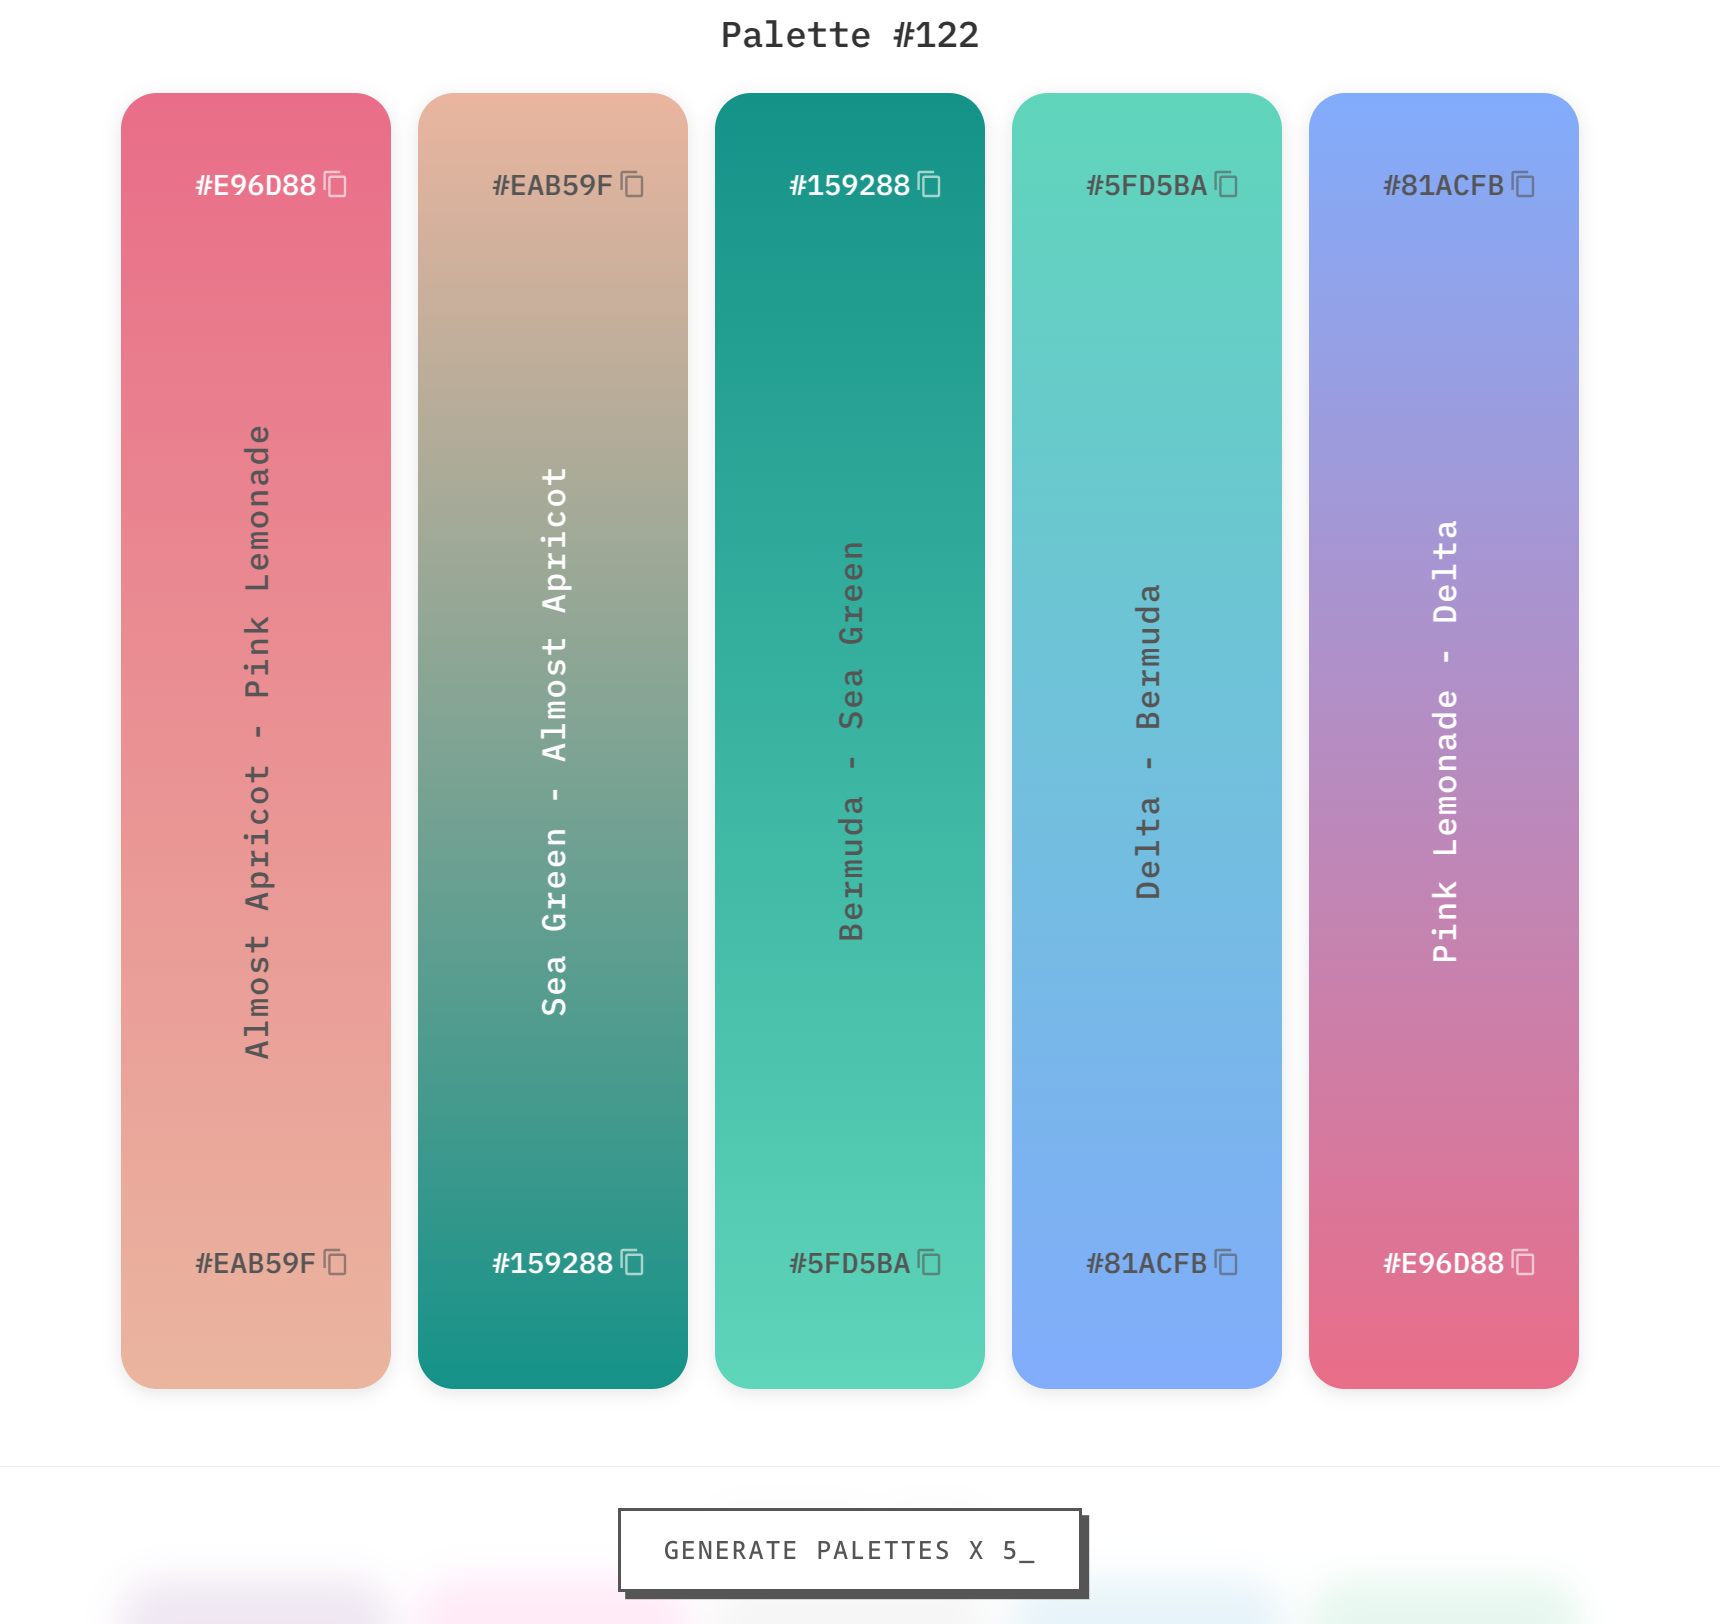 Palette #122
#E96D88
#EAB59F
#159288
#5FD5BA
#81ACFB
Almost Apricot - Pink Lemonade
Sea Green - Almost Apricot
Bermuda - Sea Green
Delta - Bermuda
Pink Lemonade - Delta
#EAB59F
#159288
#5FD5BA
#81ACFB
#E96D88
GENERATE PALETTES X 5_